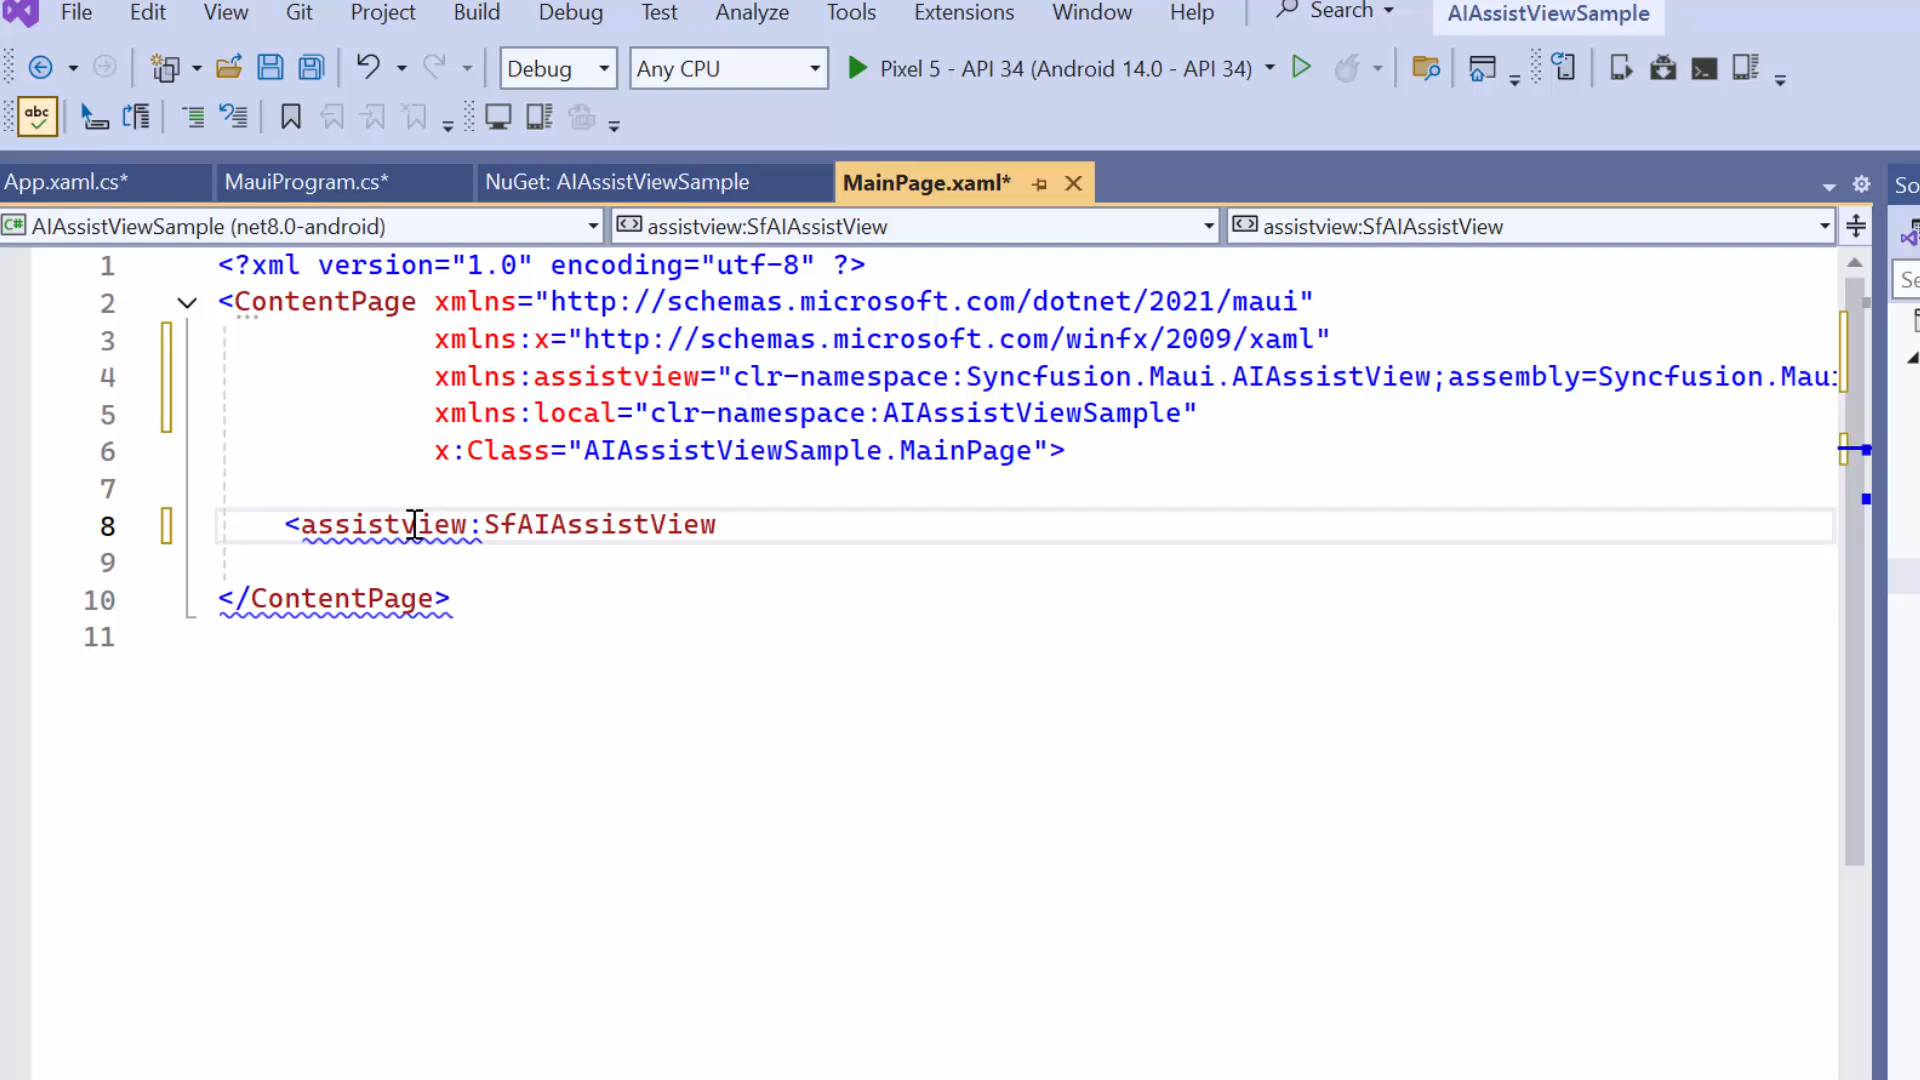 File Edit View Git Project Build Debug Test Analyze Tools Extensions Window Help Search AIAssistViewSample
Debug Any CPU Pixel 5 - API 34 (Android 14.0 - API 34)
abc
App.xaml.cs* MauiProgram.cs* NuGet: AIAssistViewSample MainPage.xaml* So
C# AIAssistViewSample (net8.0-android) assistview:SfAIAssistView assistview:SfAIAssistView
Se
1 <?xml version="1.0" encoding="utf-8" ?>
2 <ContentPage xmlns="http://schemas.microsoft.com/dotnet/2021/maui"
3 xmlns:x="http://schemas.microsoft.com/winfx/2009/xaml"
4 xmlns:assistview="clr-namespace:Syncfusion.Maui.AIAssistView;assembly=Syncfusion.Maui
5 xmlns:local="clr-namespace:AIAssistViewSample"
6 x:Class="AIAssistViewSample.MainPage">
7
8 <assistview:SfAIAssistView
9
10 </ContentPage>
11